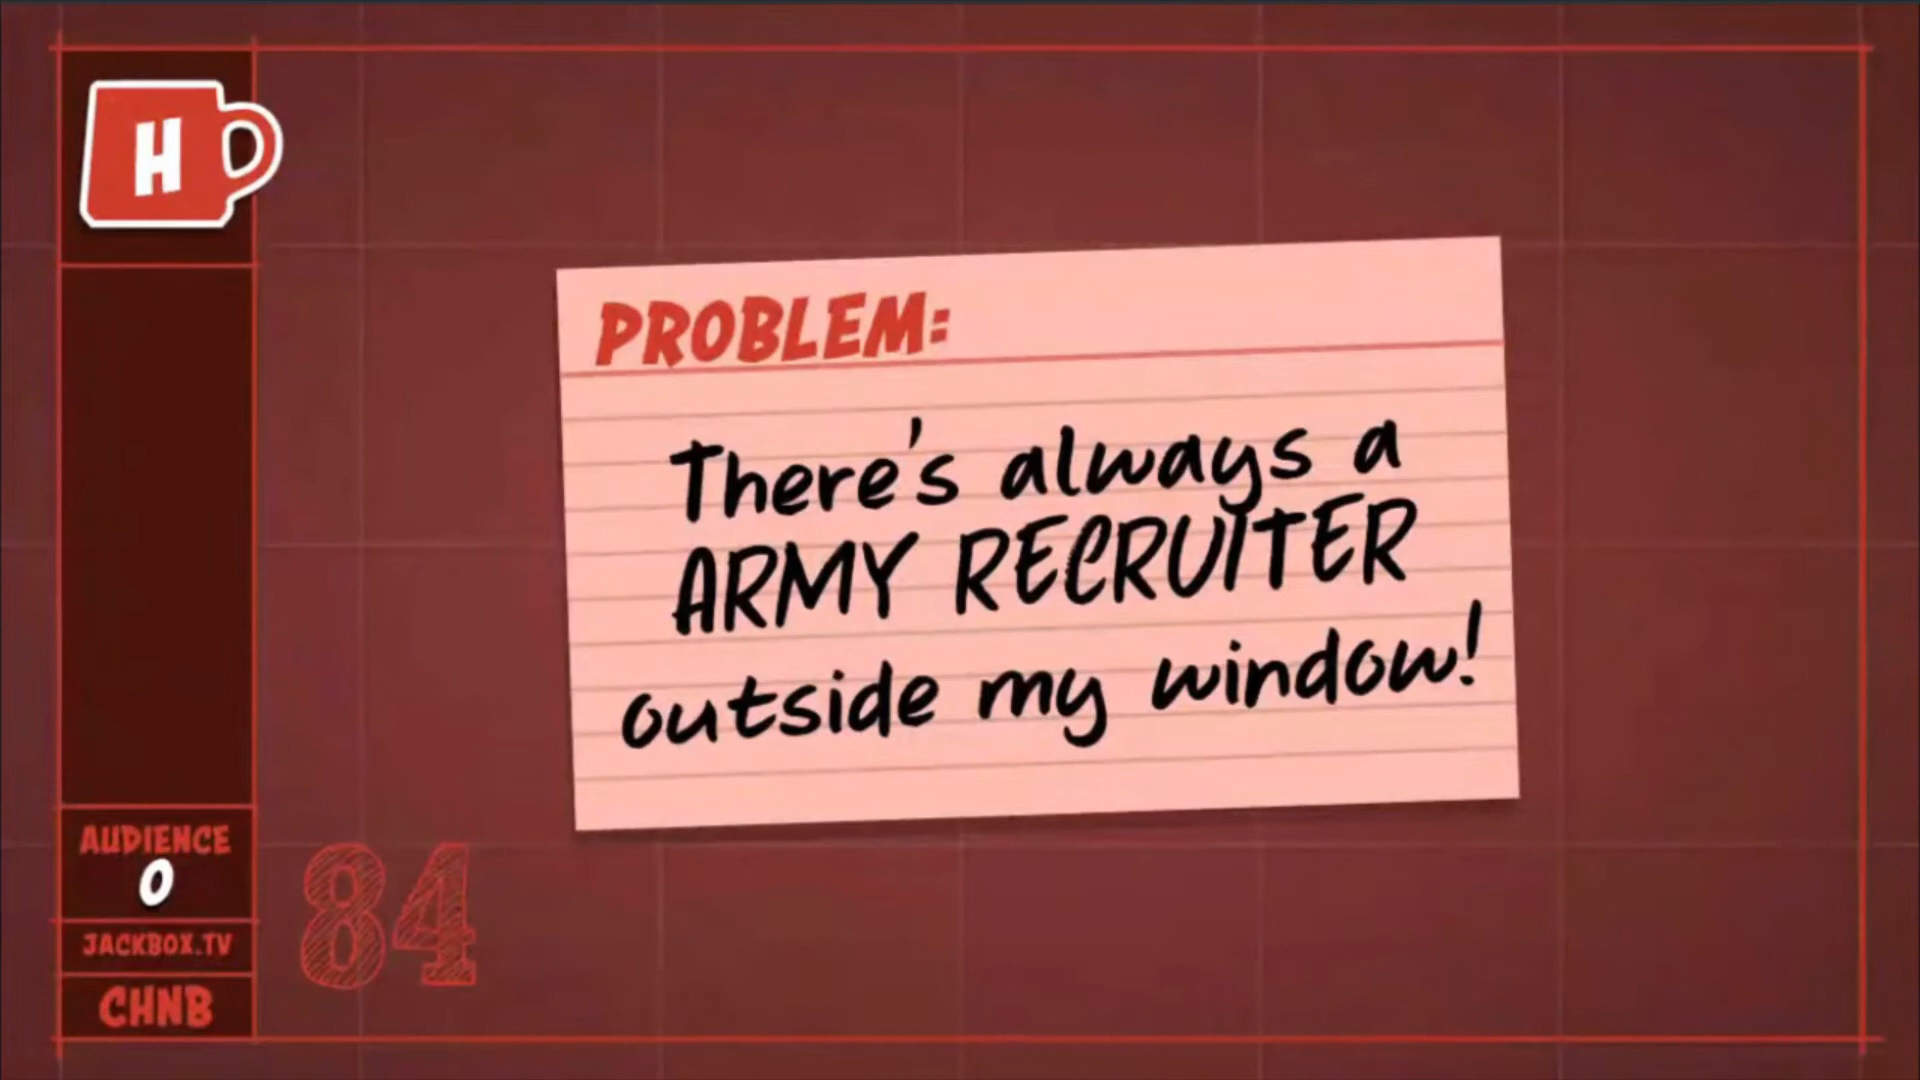 H
PROBLEM:
There's always a
ARMY RECRUITER
outside my window!
AUDIENCE
0
JACKBOX.TV
CHNB
84